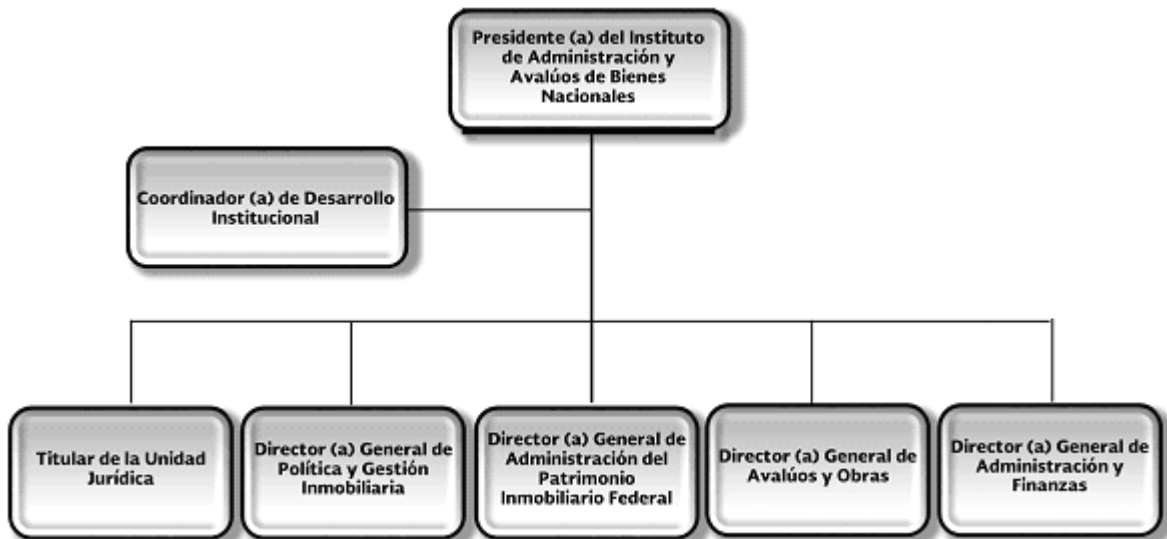 Presidente (a) del Instituto
de Administración y
Avalúos de Bienes
Nacionales
Coordinador (a) de Desarrollo
Institucional
Titular de la Unidad
Jurídica
Director (a) General de
Política y Gestión
Inmobiliaria
Director (a) General de
Administración del
Patrimonio
Inmobiliario Federal
Director (a) General de
Avalúos y Obras
Director (a) General de
Administración y
Finanzas